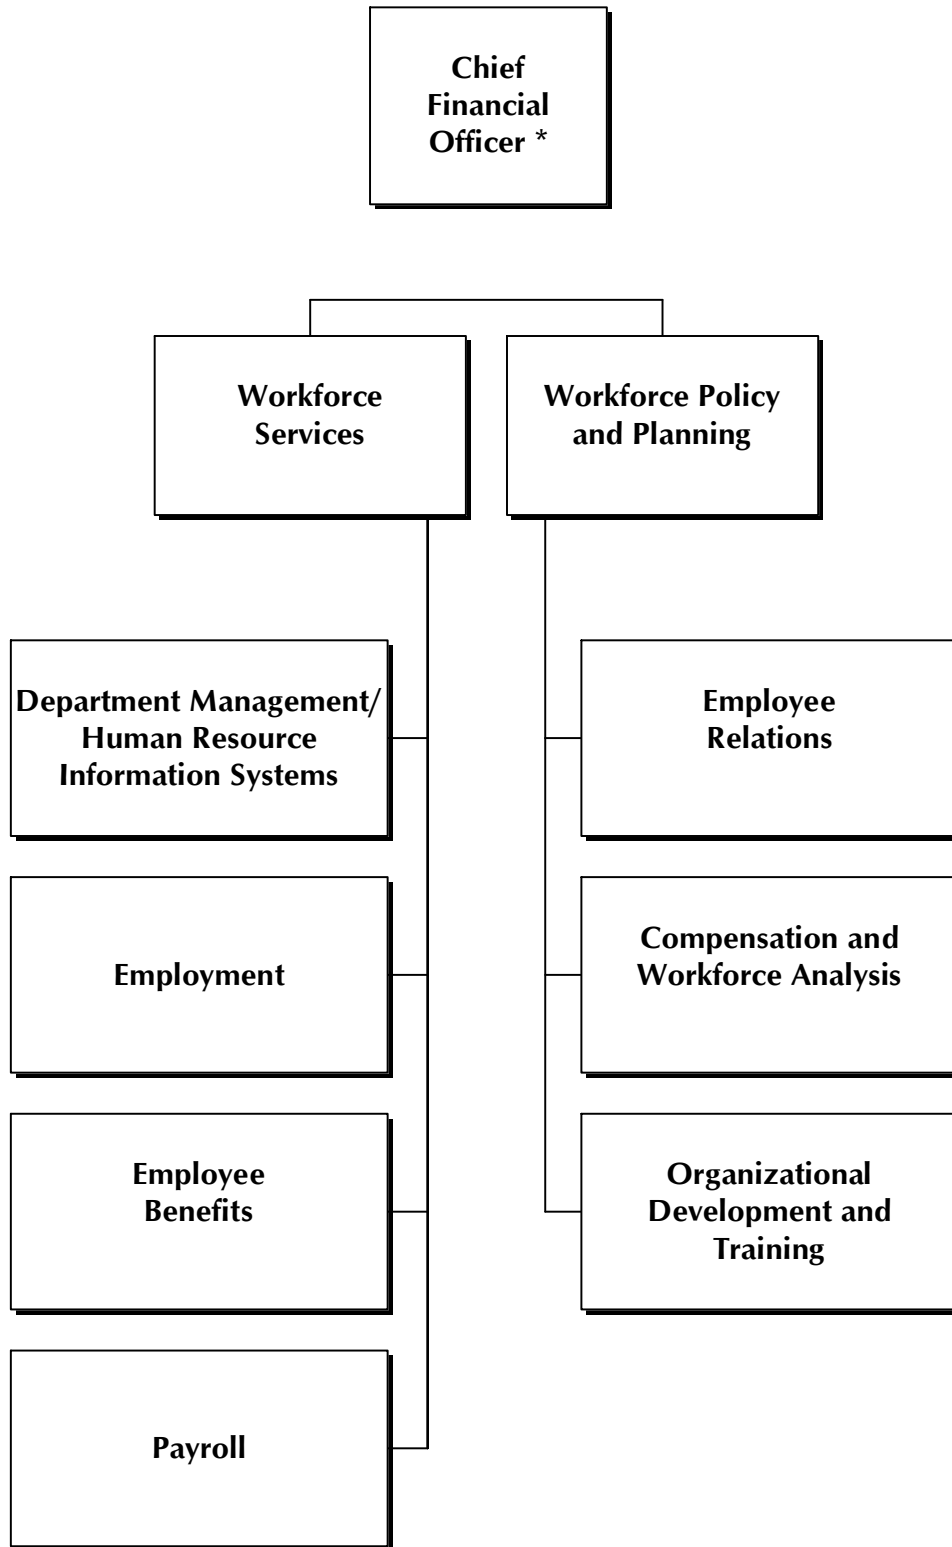 Chief
Financial
Officer *
Workforce
Services
Workforce Policy
and Planning
Department Management/
Human Resource
Information Systems
Employee
Relations
Employment
Compensation and
Workforce Analysis
Employee
Benefits
Organizational
Development and
Training
Payroll